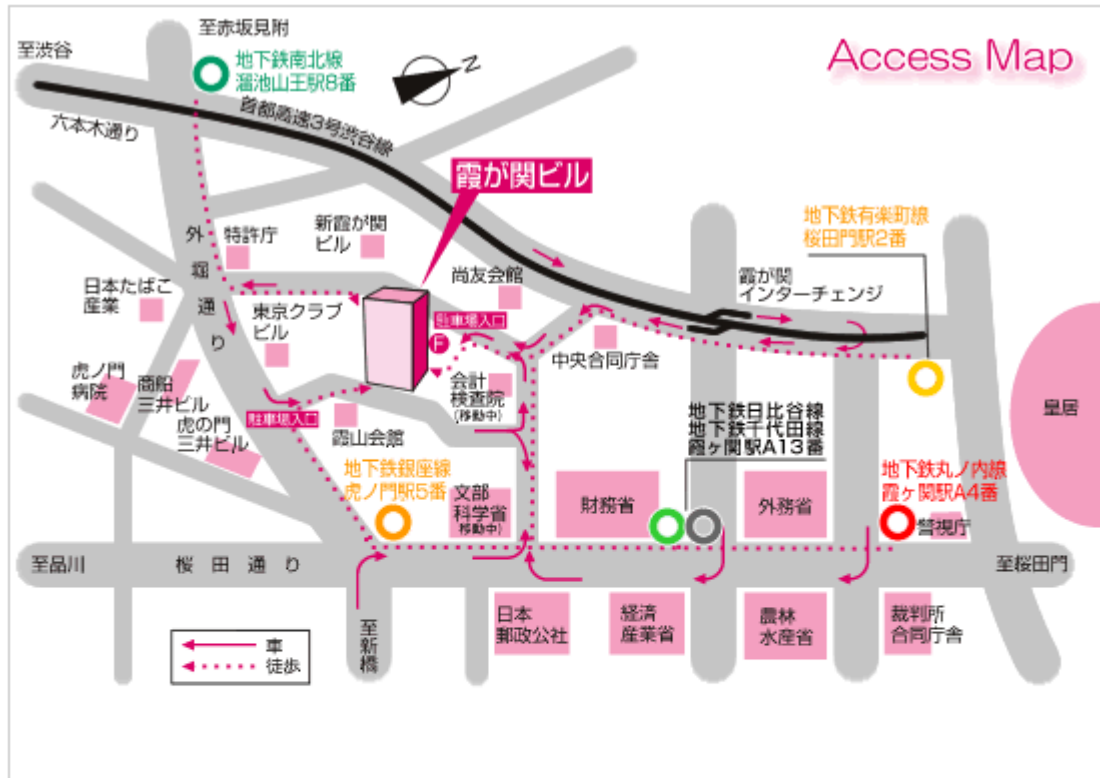 至赤坂見附
至渋谷
地下鉄南北線
溜池山王駅8番
N
Access Map
首都高速3号渋谷線
六本木通り
霞が関ビル
地下鉄有楽町線
桜田門駅2番
外堀通り
特許庁
新霞が関
ビル
尚友会館
霞が関
インターチェンジ
日本たばこ
産業
東京クラブ
ビル
駐車場入口
F
中央合同庁舎
虎ノ門
病院
商船
三井ビル
会計
検査院
(移動中)
皇居
虎の門
三井ビル
駐車場入口
霞山会館
地下鉄日比谷線
地下鉄千代田線
霞ヶ関駅A13番
地下鉄銀座線
虎ノ門駅5番
文部
科学省
移動中)
財務省
外務省
地下鉄丸ノ内線
霞ヶ関駅A4番
警視庁
至品川
桜田通り
至桜田門
日本
郵政公社
経済
産業省
農林
水産省
裁判所
合同庁舎
至新橋
車
徒歩